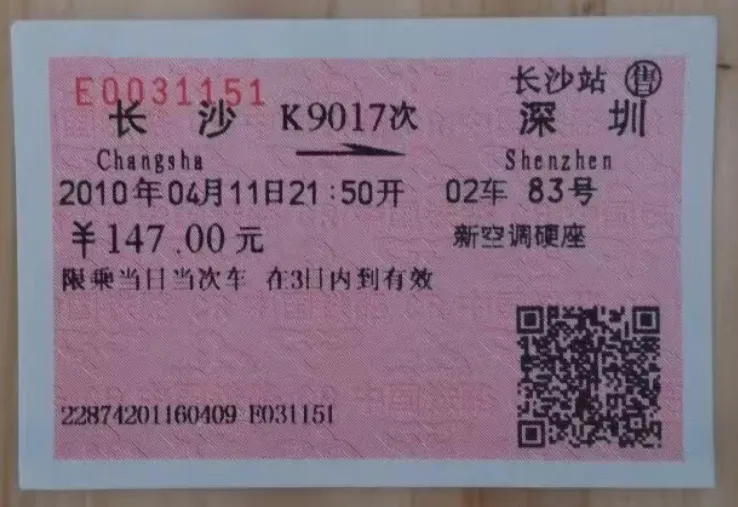 E0031151 长沙站 售
长沙 K9017次 深圳
Changsha Shenzhen
2010年04月11日21:50开 02车 83号
￥147.00元 新空调硬座
限乘当日当次车 在3日内到有效
22874201160409 E031151